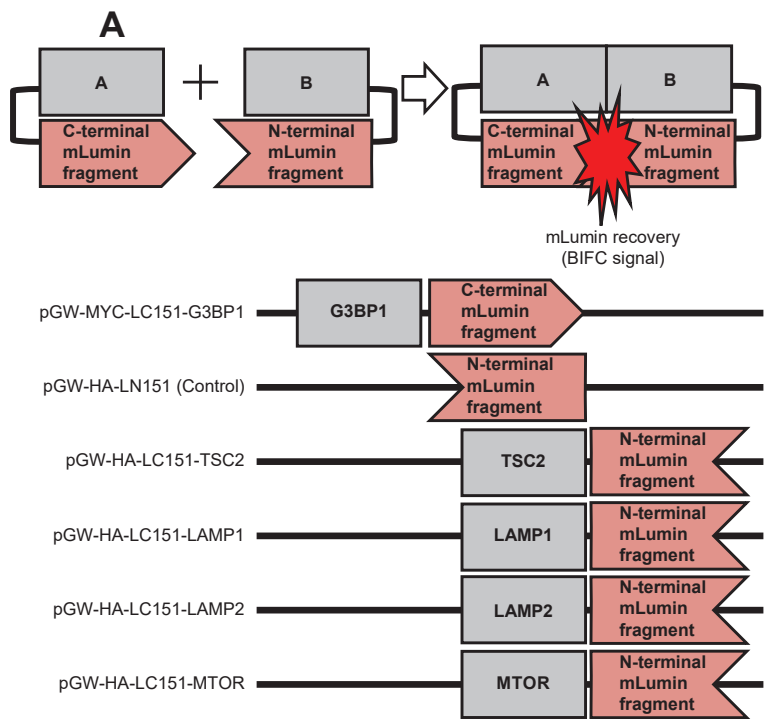 A
A
B
A
B
C-terminal
mLumin
fragment
N-terminal
mLumin
fragment
C-terminal
mLumin
fragment
N-terminal
mLumin
fragment
mLumin recovery
(BIFC signal)
pGW-MYC-LC151-G3BP1
G3BP1
C-terminal
mLumin
fragment
pGW-HA-LN151 (Control)
N-terminal
mLumin
fragment
pGW-HA-LC151-TSC2
TSC2
N-terminal
mLumin
fragment
pGW-HA-LC151-LAMP1
LAMP1
N-terminal
mLumin
fragment
pGW-HA-LC151-LAMP2
LAMP2
N-terminal
mLumin
fragment
pGW-HA-LC151-MTOR
MTOR
N-terminal
mLumin
fragment